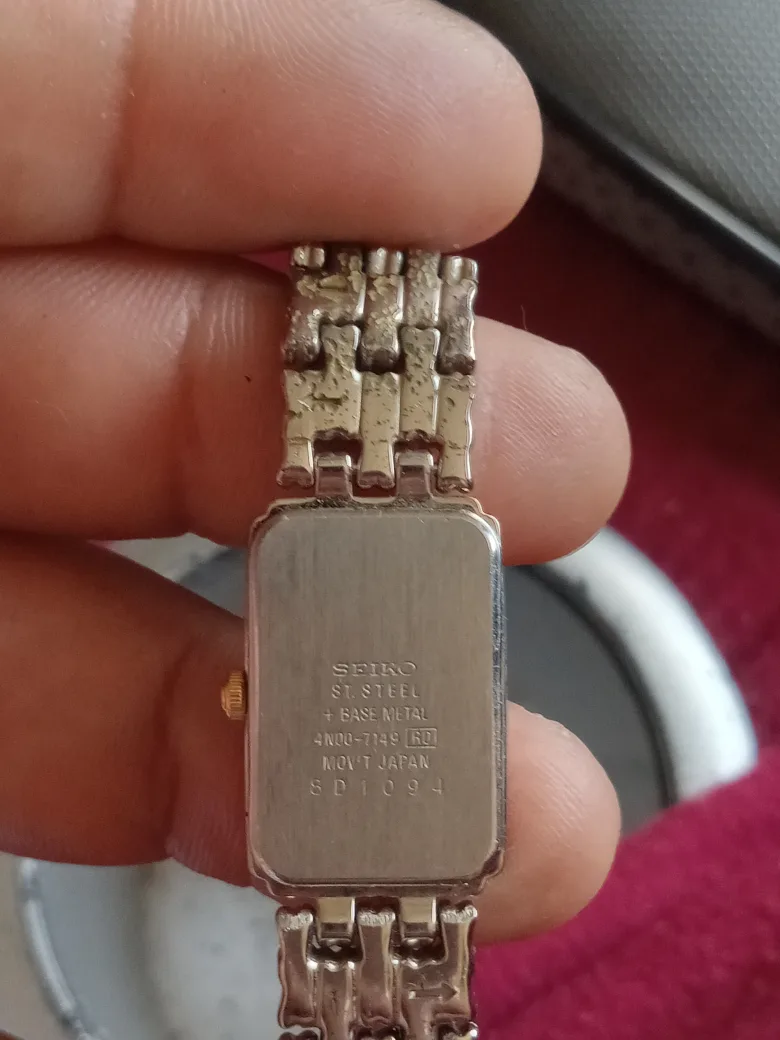 SEIKO
ST. STEEL
+ BASE METAL
4N00-7149 R0
MOV'T JAPAN
8D1094